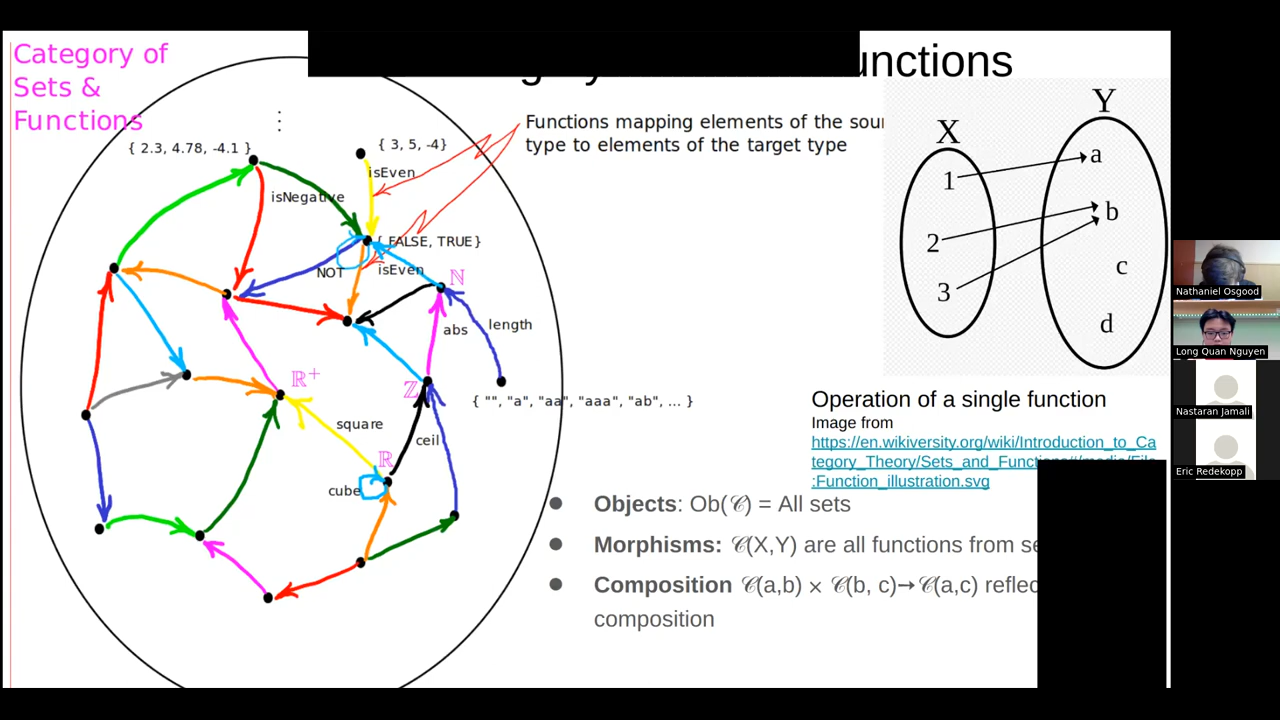 Category of
Sets &
Functions
unctions
Functions mapping elements of the sour
type to elements of the target type
{ 2.3, 4.78, -4.1 }
{ 3, 5, -4}
isEven
isNegative
{ FALSE, TRUE}
NOT
isEven
ℕ
abs
length
ℝ⁺
ℤ
{ "", "a", "aa", "aaa", "ab", ... }
square
ceil
ℝ
cube
X
Y
1
2
3
a
b
c
d
Operation of a single function
Image from
https://en.wikiversity.org/wiki/Introduction_to_Ca
tegory_Theory/Sets_and_Functions#/media/File
:Function_illustration.svg
● Objects: Ob(𝒞) = All sets
● Morphisms: 𝒞(X,Y) are all functions from se
● Composition 𝒞(a,b) × 𝒞(b, c)→𝒞(a,c) reflec
composition
Nathaniel Osgood
Long Quan Nguyen
Nastaran Jamali
Eric Redekopp